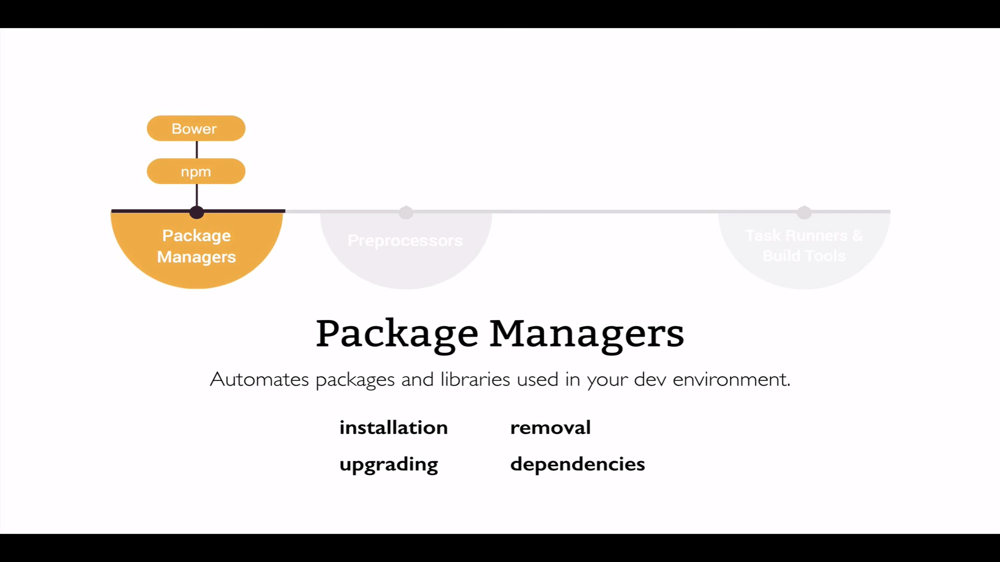 Bower
npm
Package
Managers
Preprocessors
Task Runners &
Build Tools
Package Managers
Automates packages and libraries used in your dev environment.
installation removal
upgrading dependencies